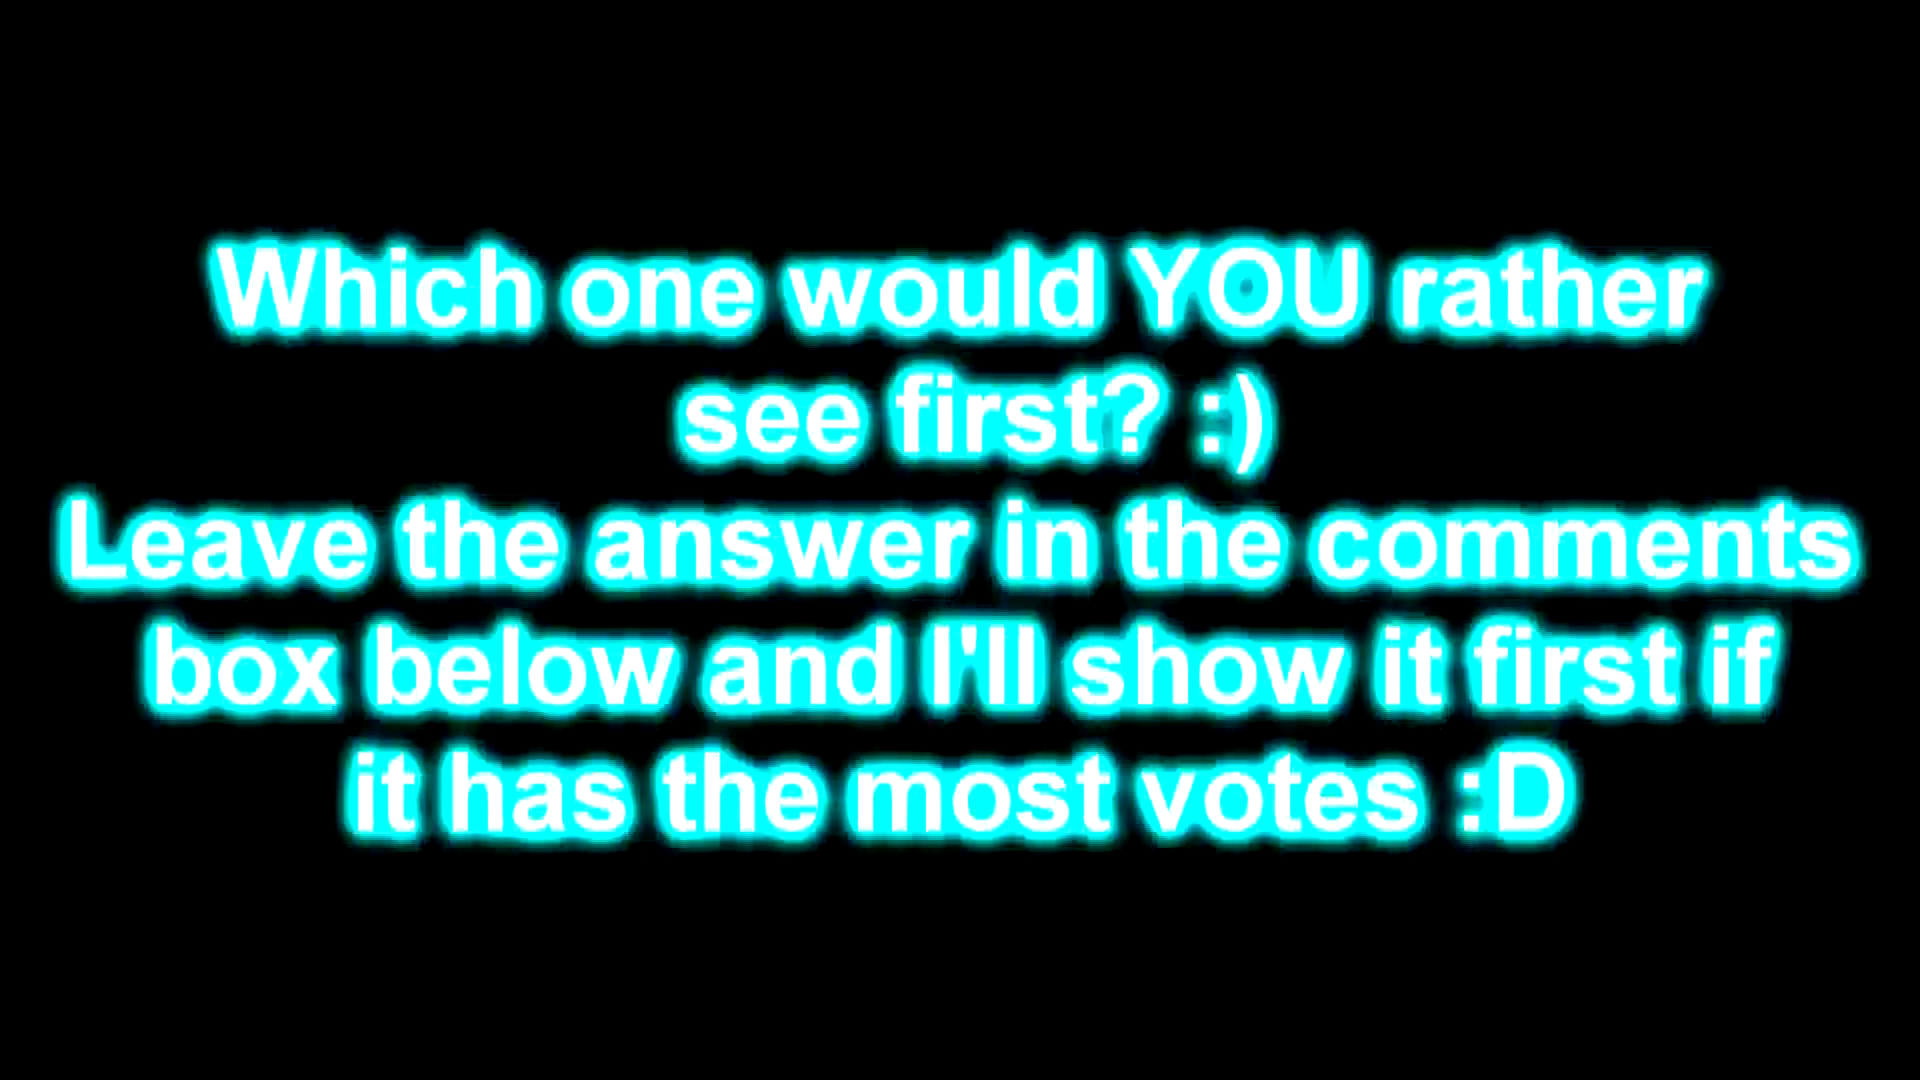 Which one would YOU rather
see first? :)
Leave the answer in the comments
box below and I'll show it first if
it has the most votes :D